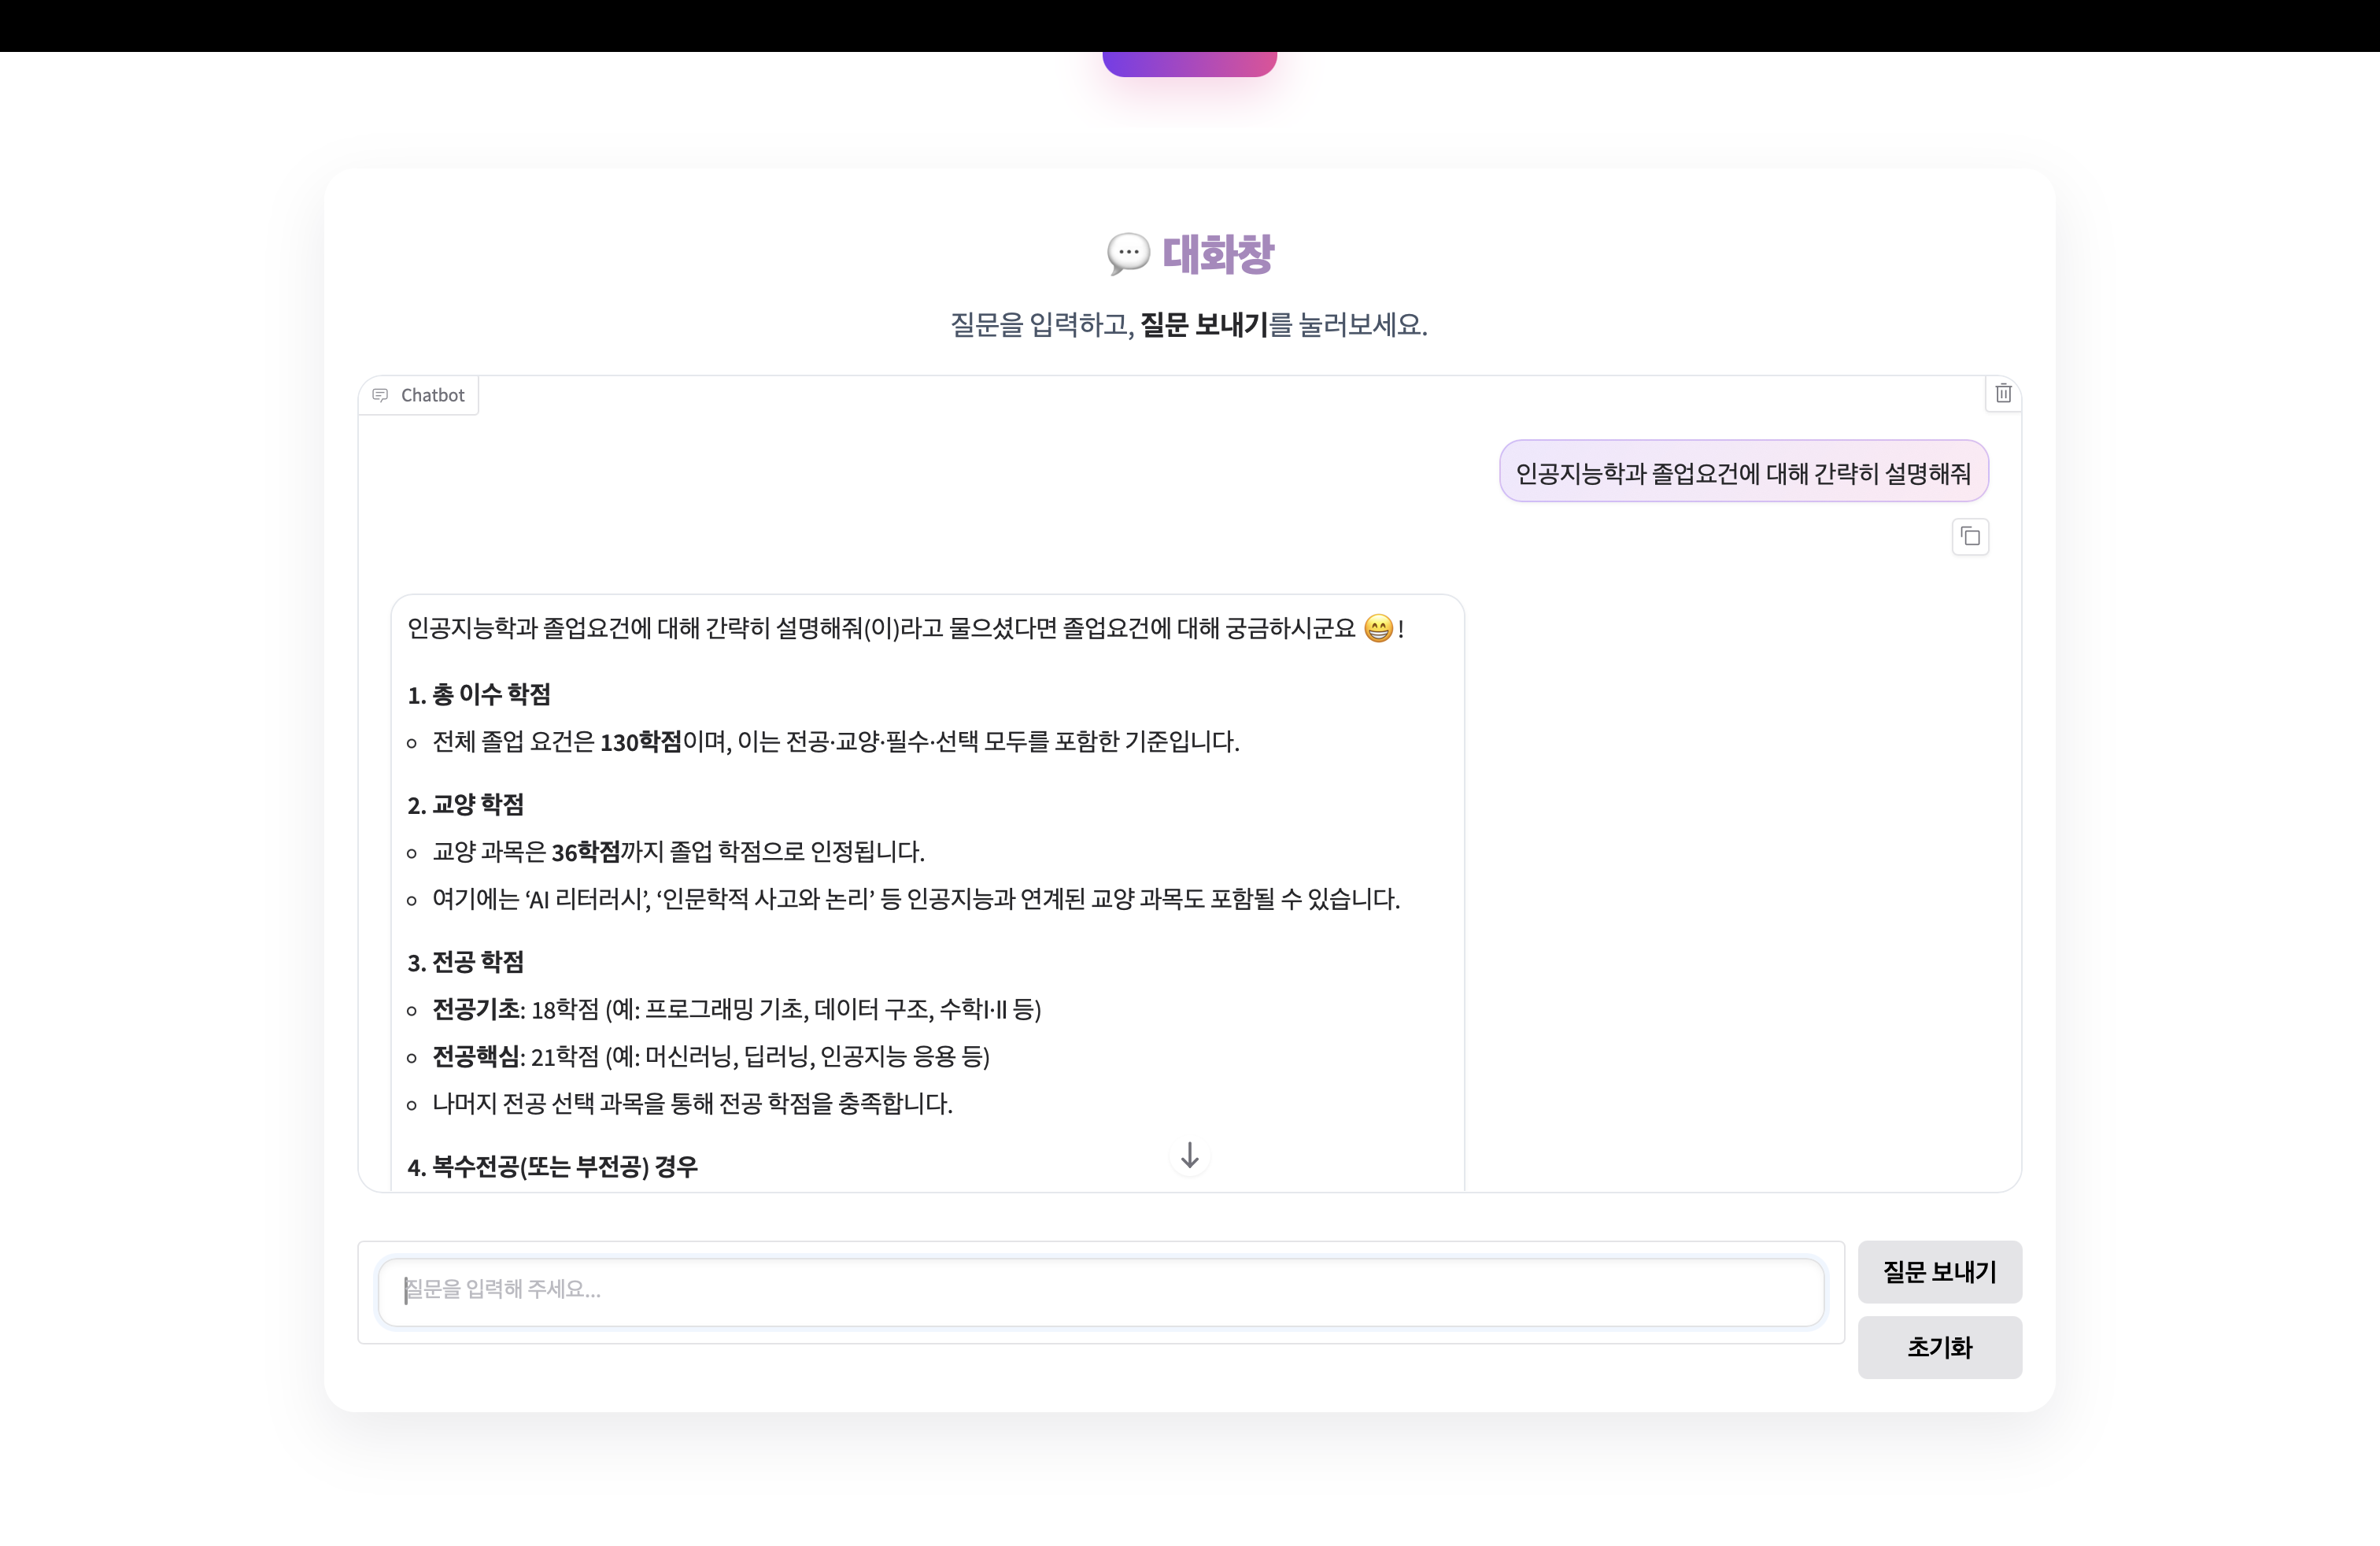 💬 대화창
질문을 입력하고, 질문 보내기를 눌러보세요.
Chatbot
인공지능학과 졸업요건에 대해 간략히 설명해줘
인공지능학과 졸업요건에 대해 간략히 설명해줘(이)라고 물으셨다면 졸업요건에 대해 궁금하시군요 😁!
1. 총 이수 학점
전체 졸업 요건은 130학점이며, 이는 전공·교양·필수·선택 모두를 포함한 기준입니다.
2. 교양 학점
교양 과목은 36학점까지 졸업 학점으로 인정됩니다.
여기에는 ‘AI 리터러시’, ‘인문학적 사고와 논리’ 등 인공지능과 연계된 교양 과목도 포함될 수 있습니다.
3. 전공 학점
전공기초: 18학점 (예: 프로그래밍 기초, 데이터 구조, 수학I·II 등)
전공핵심: 21학점 (예: 머신러닝, 딥러닝, 인공지능 응용 등)
나머지 전공 선택 과목을 통해 전공 학점을 충족합니다.
4. 복수전공(또는 부전공) 경우
질문을 입력해 주세요...
질문 보내기
초기화